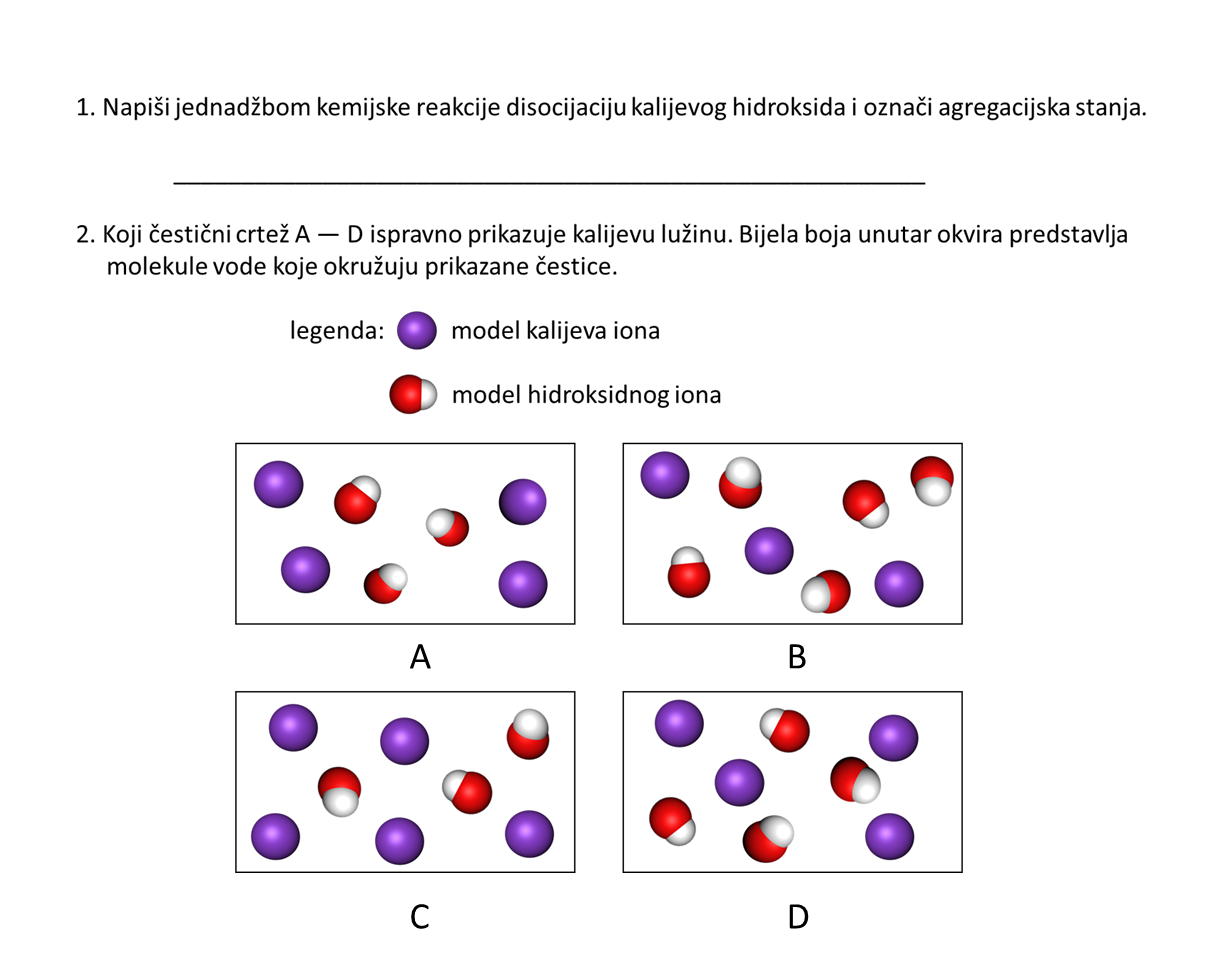 1. Napiši jednadžbom kemijske reakcije disocijaciju kalijevog hidroksida i označi agregacijska stanja.
2. Koji čestični crtež A — D ispravno prikazuje kalijevu lužinu. Bijela boja unutar okvira predstavlja
molekule vode koje okružuju prikazane čestice.
legenda: model kalijeva iona
model hidroksidnog iona
A
B
C
D